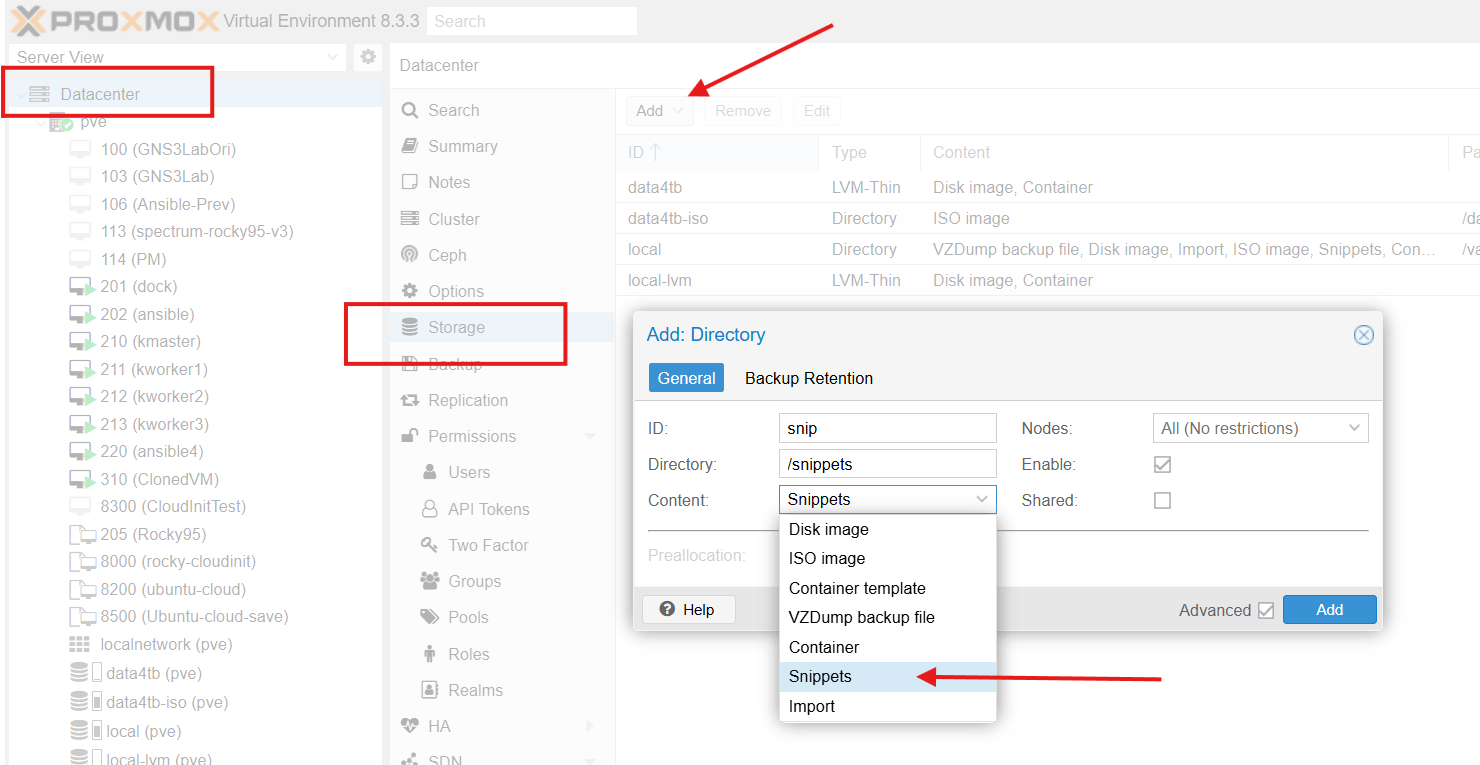 PROXMOX Virtual Environment 8.3.3 Search
Server View
Datacenter
pve
100 (GNS3LabOri)
103 (GNS3Lab)
106 (Ansible-Prev)
113 (spectrum-rocky95-v3)
114 (PM)
201 (dock)
202 (ansible)
210 (kmaster)
211 (kworker1)
212 (kworker2)
213 (kworker3)
220 (ansible4)
310 (ClonedVM)
8300 (CloudInitTest)
205 (Rocky95)
8000 (rocky-cloudinit)
8200 (ubuntu-cloud)
8500 (Ubuntu-cloud-save)
localnetwork (pve)
data4tb (pve)
data4tb-iso (pve)
local (pve)
local-lvm (pve)
Datacenter
Search
Summary
Notes
Cluster
Ceph
Options
Storage
Backup
Replication
Permissions
Users
API Tokens
Two Factor
Groups
Pools
Roles
Realms
HA
SDN
Add Remove Edit
ID Type Content Pa
data4tb LVM-Thin Disk image, Container
data4tb-iso Directory ISO image /da
local Directory VZDump backup file, Disk image, Import, ISO image, Snippets, Con... /va
local-lvm LVM-Thin Disk image, Container
Add: Directory
General Backup Retention
ID: snip Nodes: All (No restrictions)
Directory: /snippets Enable:
Content: Snippets Shared:
Disk image
ISO image
Container template
VZDump backup file
Container
Snippets
Import
Preallocation:
Help Advanced Add